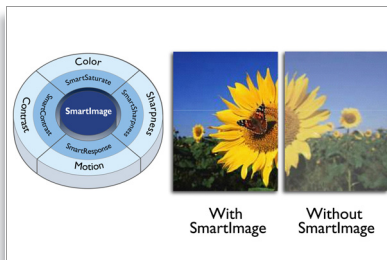 Color
SmartSaturate
Contrast
SmartContrast
SmartImage
SmartSharpness
Sharpness
SmartResponse
Motion
With
SmartImage
Without
SmartImage